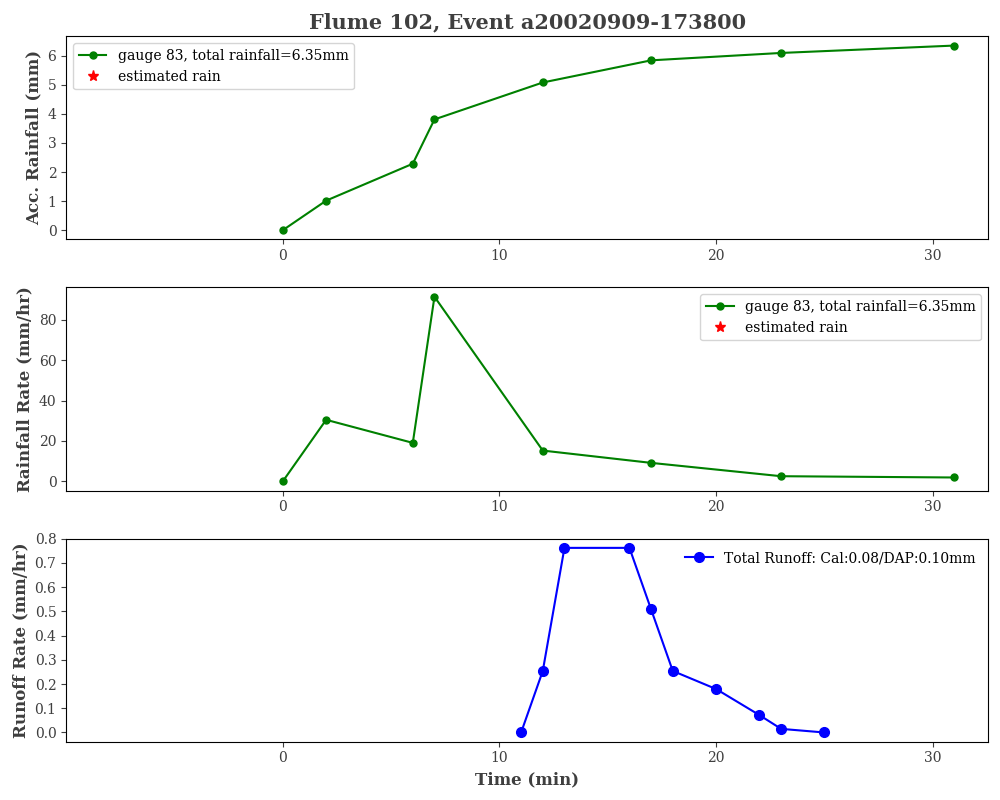 Flume 102, Event a20020909-173800
Acc. Rainfall (mm)
6
5
4
3
2
1
0
gauge 83, total rainfall=6.35mm
estimated rain
0 10 20 30
Rainfall Rate (mm/hr)
80
60
40
20
0
gauge 83, total rainfall=6.35mm
estimated rain
0 10 20 30
Runoff Rate (mm/hr)
0.8
0.7
0.6
0.5
0.4
0.3
0.2
0.1
0.0
Total Runoff: Cal:0.08/DAP:0.10mm
0 10 20 30
Time (min)